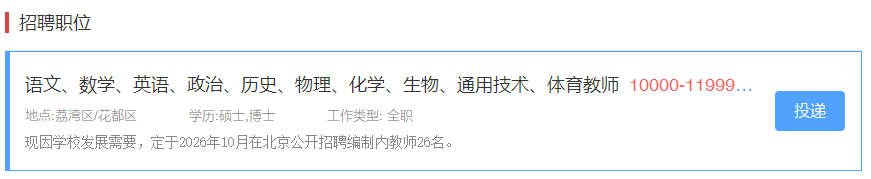 招聘职位
语文、数学、英语、政治、历史、物理、化学、生物、通用技术、体育教师 10000-11999...
地点:荔湾区/花都区 学历:硕士,博士 工作类型: 全职
投递
现因学校发展需要，定于2026年10月在北京公开招聘编制内教师26名。